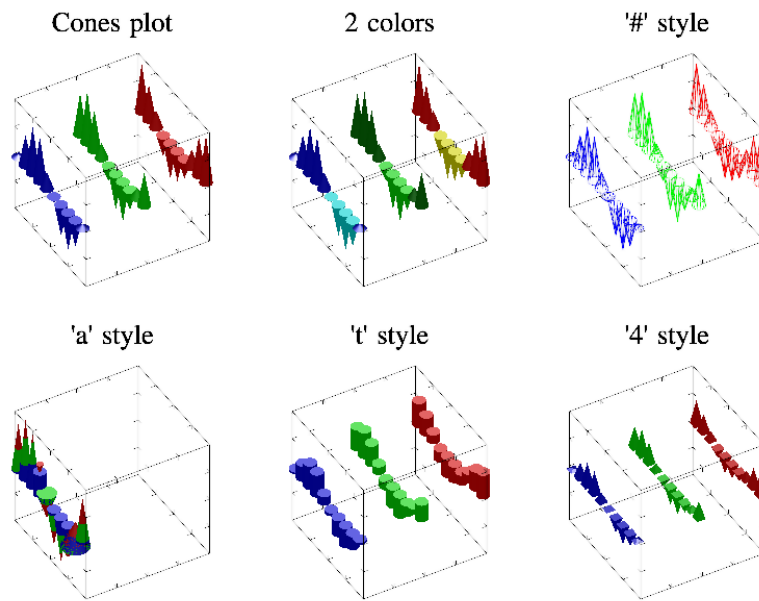 Cones plot
2 colors
'#' style
'a' style
't' style
'4' style